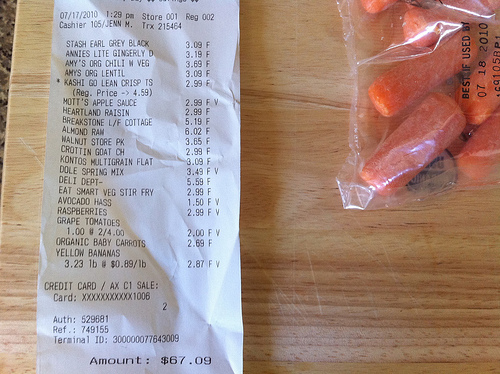 07/17/2010 1:29 pm Store 001 Reg 002
Cashier 105/JENN M. Trx 215464
STASH EARL GREY BLACK 3.09 F
ANNIES LITE GINGERLY D 3.19 F
AMY'S ORG CHILI W VEG 3.69 F
AMYS ORG LENTIL 3.09 F
* KASHI GO LEAN CRISP TS 2.99 F
(Reg. Price -> 4.59)
MOTT'S APPLE SAUCE 2.99 F V
HEARTLAND RAISIN 2.99 F
BREAKSTONE L/F COTTAGE 5.19 F
ALMOND RAW 6.02 F
WALNUT STORE PK 3.65 F
CROTTIN GOAT CH 2.99 F
KONTOS MULTIGRAIN FLAT 3.09 F
DOLE SPRING MIX 3.49 F V
DELI DEPT- 5.59 F
EAT SMART VEG STIR FRY 2.99 F
AVOCADO HASS 1.50 F V
RASPBERRIES 2.99 F V
GRAPE TOMATOES
1.00 @ 2/4.00 2.00 F V
ORGANIC BABY CARROTS 2.69 F
YELLOW BANANAS
3.23 lb @ $0.89/lb 2.87 F V
CREDIT CARD / AX C1 SALE:
Card: XXXXXXXXXXX1006
2
Auth: 529681
Ref.: 749155
Terminal ID: 300000077643009
Amount: $67.09
BEST IF USED BY
07 18 2010